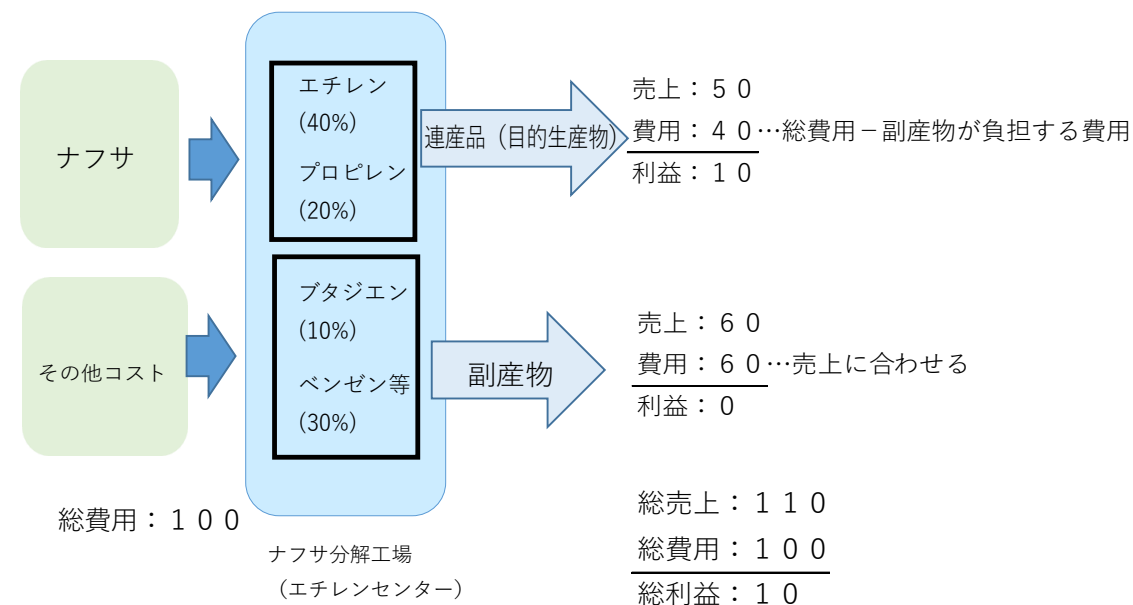 ナフサ
その他コスト
総費用：１００
エチレン
(40%)
プロピレン
(20%)
ブタジエン
(10%)
ベンゼン等
(30%)
ナフサ分解工場
（エチレンセンター）
連産品（目的生産物）
売上：５０
費用：４０…総費用－副産物が負担する費用
利益：１０
副産物
売上：６０
費用：６０…売上に合わせる
利益：０
総売上：１１０
総費用：１００
総利益：１０